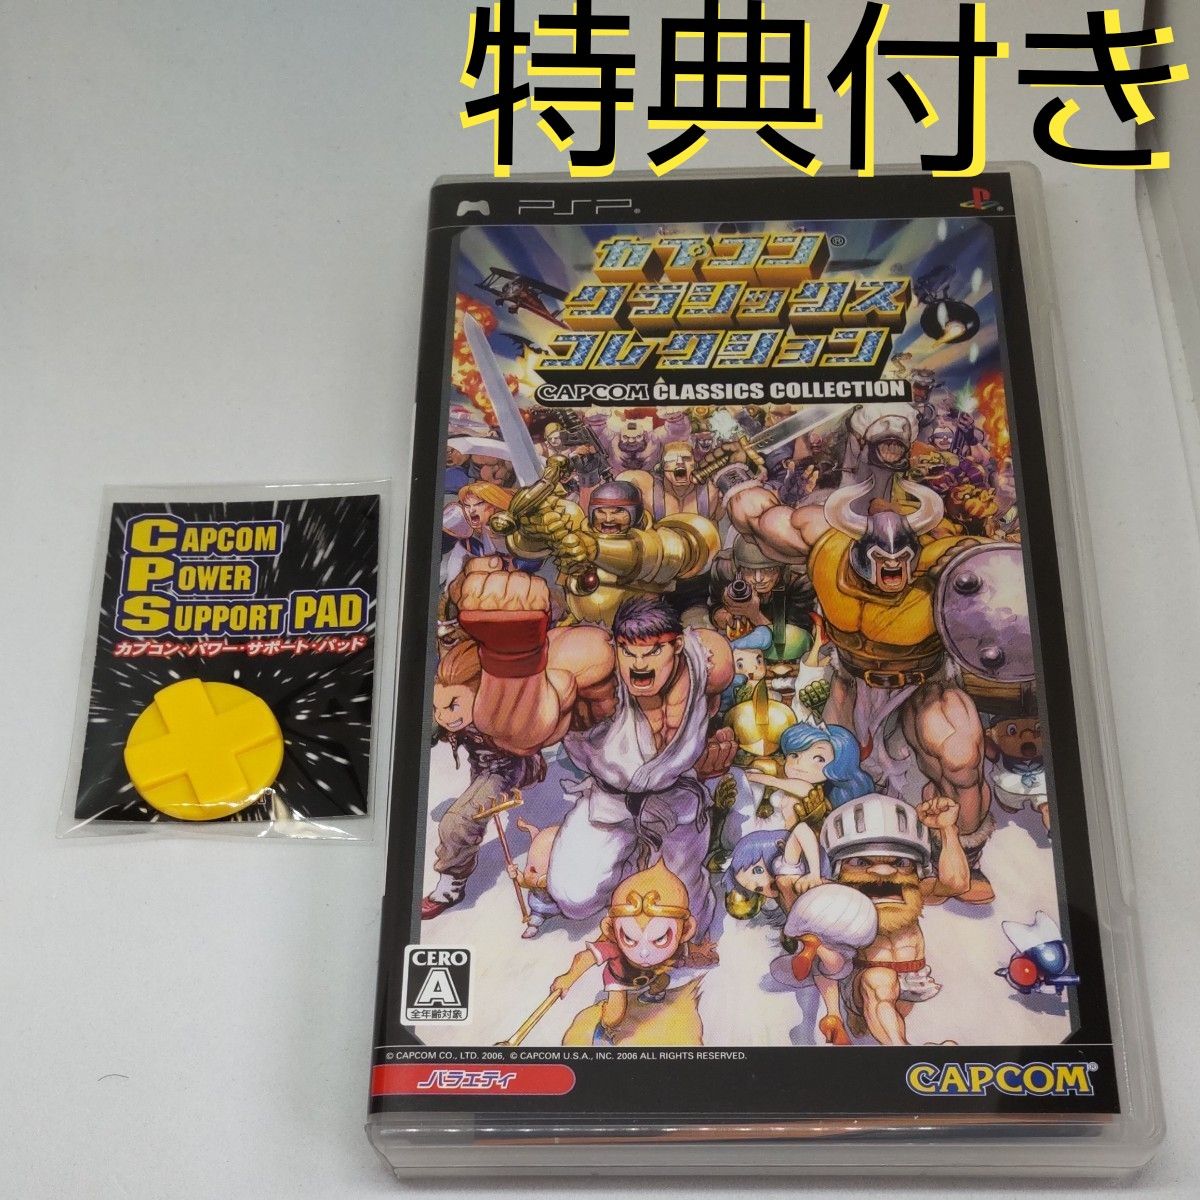 特典付き
PSP
カプコン®
クラシックス
コレクション
CAPCOM CLASSICS COLLECTION
CAPCOM
POWER
SUPPORT PAD
カプコン・パワー・サポート・パッド
CERO
A
全年齢対象
© CAPCOM CO., LTD. 2006, © CAPCOM U.S.A., INC. 2006 ALL RIGHTS RESERVED.
バラエティ
CAPCOM®